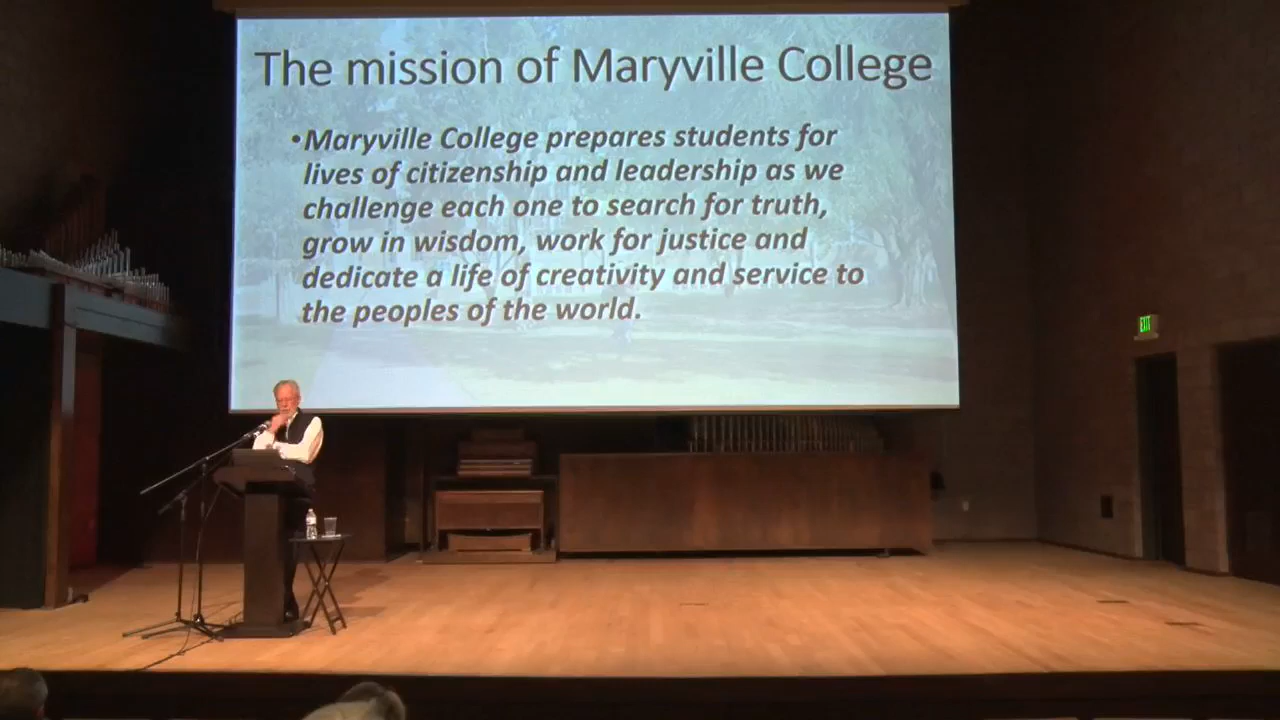 The mission of Maryville College
•Maryville College prepares students for
lives of citizenship and leadership as we
challenge each one to search for truth,
grow in wisdom, work for justice and
dedicate a life of creativity and service to
the peoples of the world.
EXIT